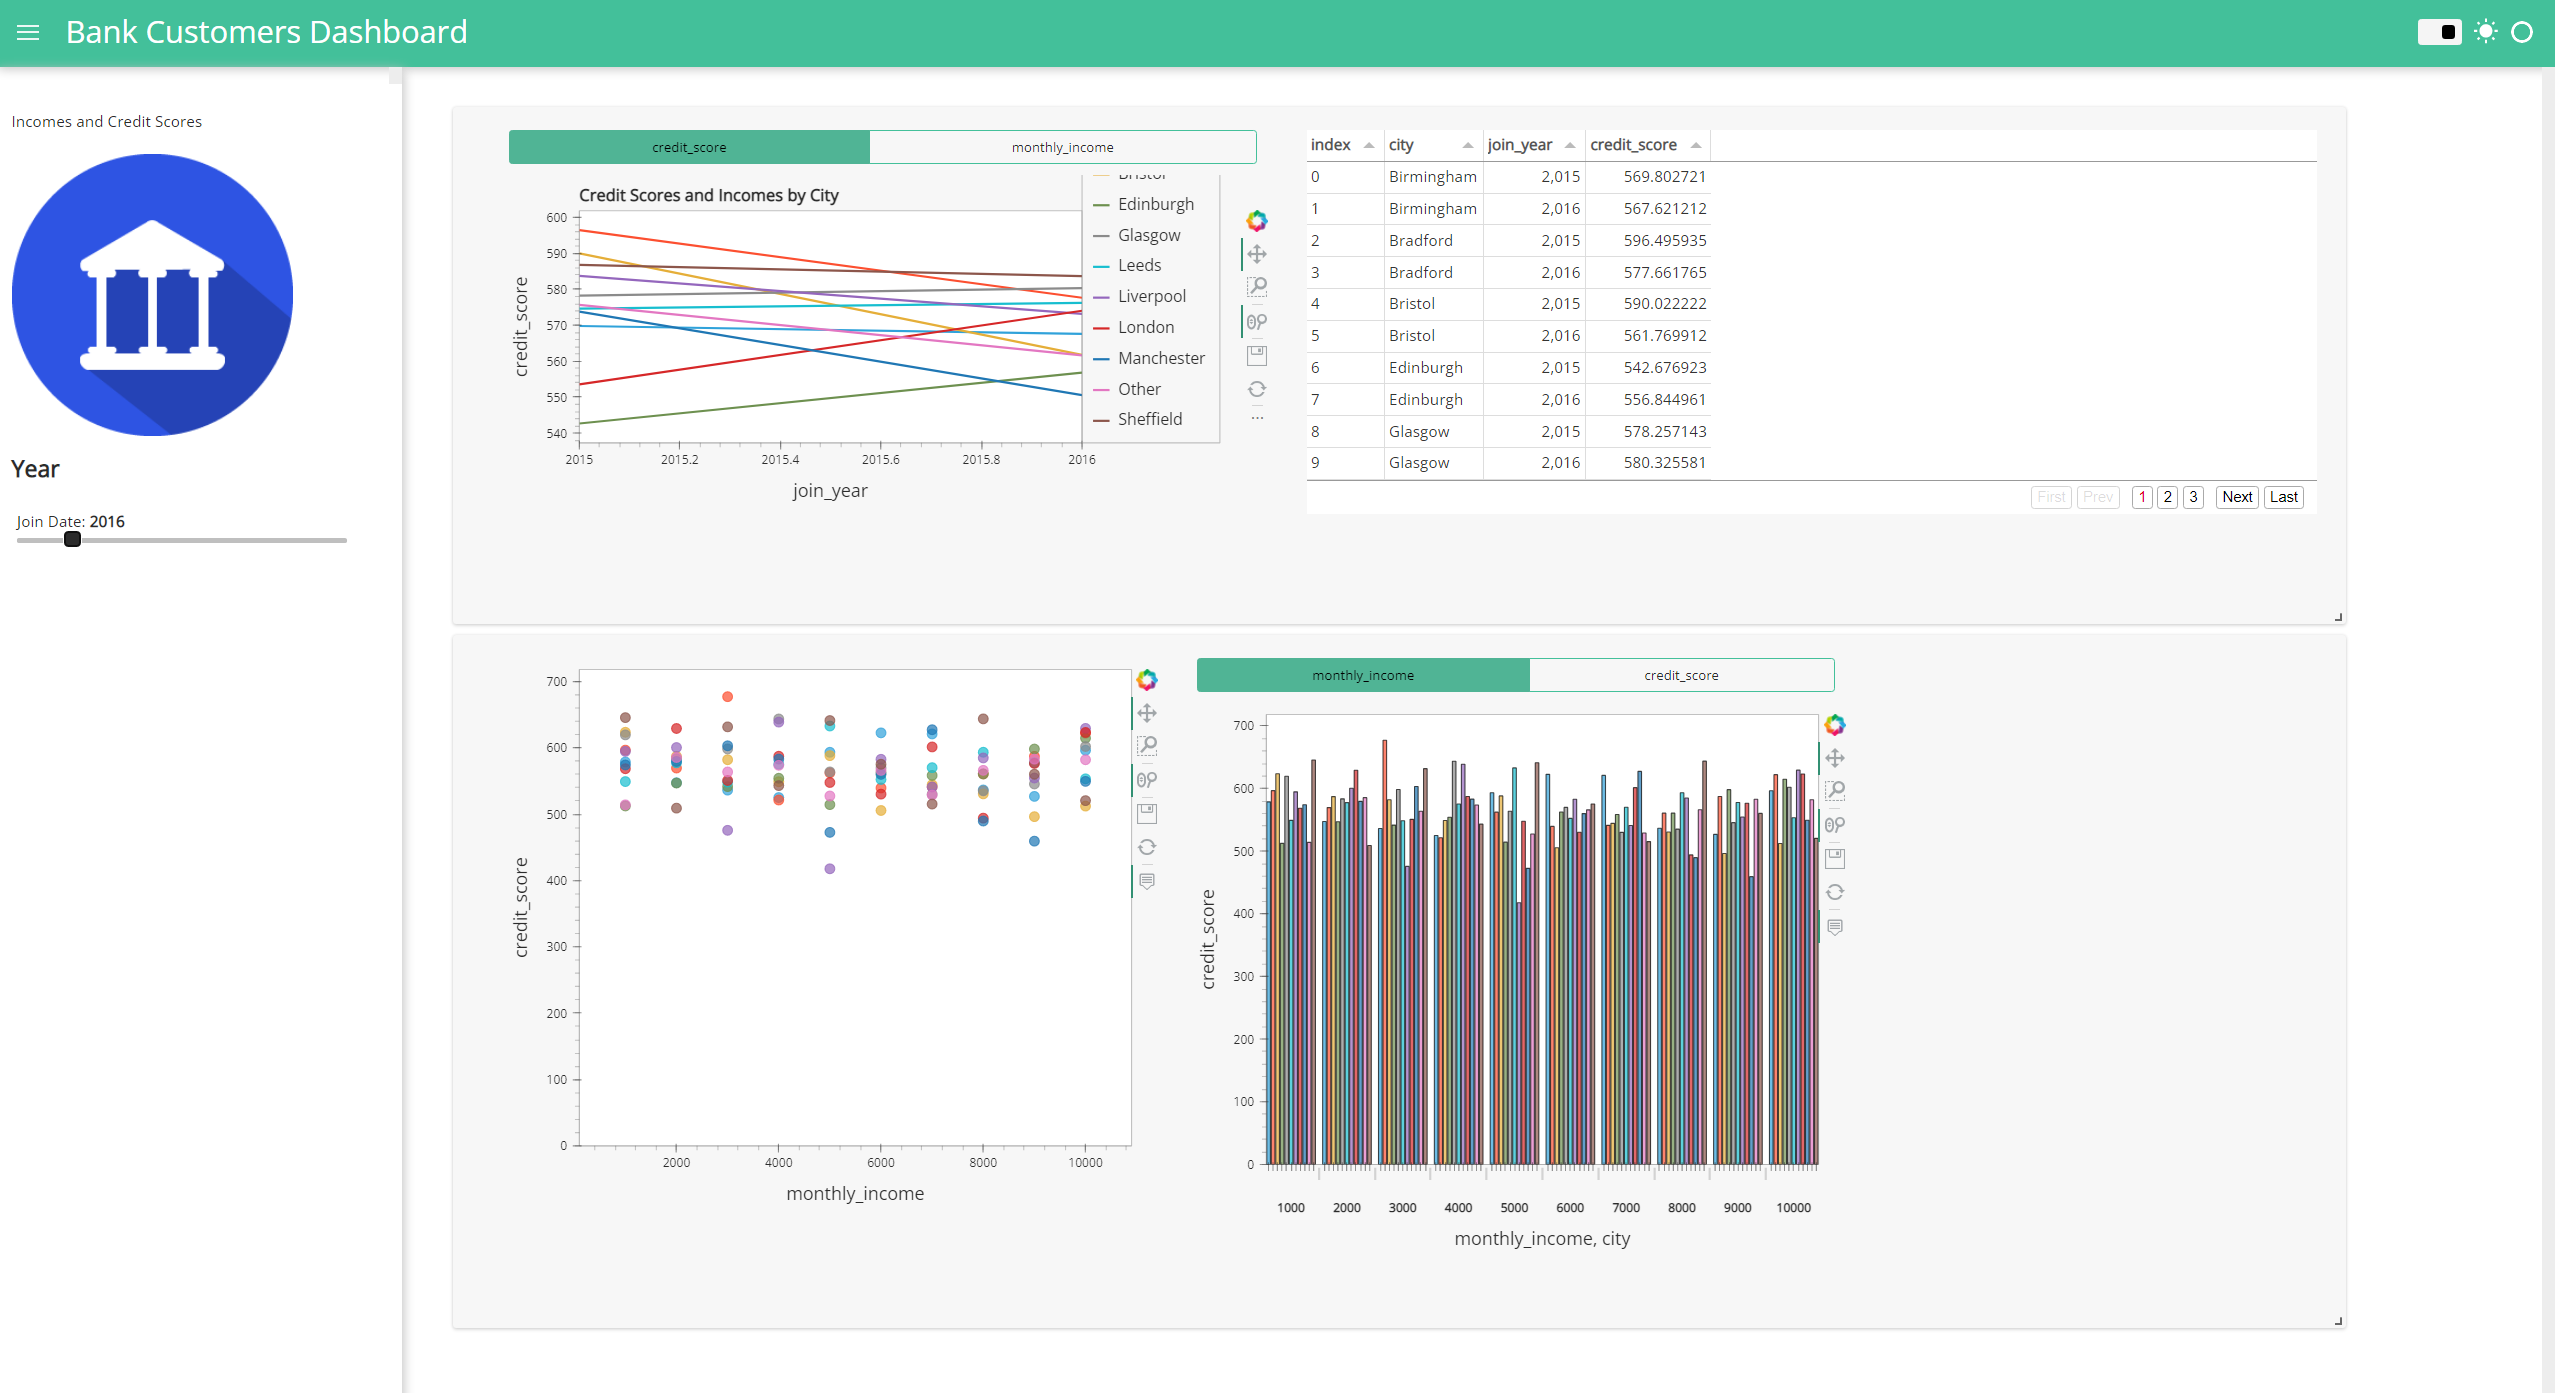 Bank Customers Dashboard
Incomes and Credit Scores
Year
Join Date: 2016
credit_score monthly_income
Credit Scores and Incomes by City
600
590
580
570
560
550
540
credit_score
2015 2015.2 2015.4 2015.6 2015.8 2016
join_year
Bristol
Edinburgh
Glasgow
Leeds
Liverpool
London
Manchester
Other
Sheffield
index city join_year credit_score
0 Birmingham 2,015 569.802721
1 Birmingham 2,016 567.621212
2 Bradford 2,015 596.495935
3 Bradford 2,016 577.661765
4 Bristol 2,015 590.022222
5 Bristol 2,016 561.769912
6 Edinburgh 2,015 542.676923
7 Edinburgh 2,016 556.844961
8 Glasgow 2,015 578.257143
9 Glasgow 2,016 580.325581
First Prev 1 2 3 Next Last
700
600
500
400
300
200
100
0
credit_score
2000 4000 6000 8000 10000
monthly_income
monthly_income credit_score
700
600
500
400
300
200
100
0
credit_score
1000 2000 3000 4000 5000 6000 7000 8000 9000 10000
monthly_income, city